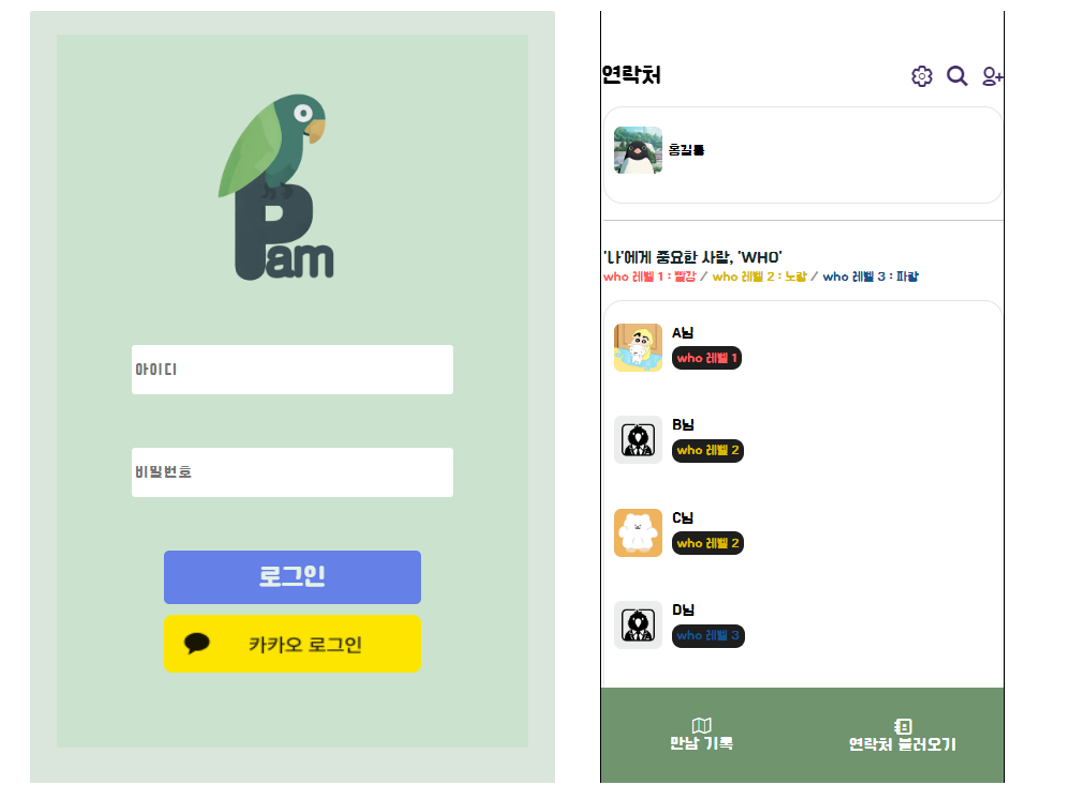 Pam
아이디
비밀번호
로그인
카카오 로그인
연락처
홍길동
'나'에게 중요한 사람, 'WHO'
who 레벨 1 : 빨강 / who 레벨 2 : 노랑 / who 레벨 3 : 파랑
A님
who 레벨 1
B님
who 레벨 2
C님
who 레벨 2
D님
who 레벨 3
만남 기록
연락처 불러오기